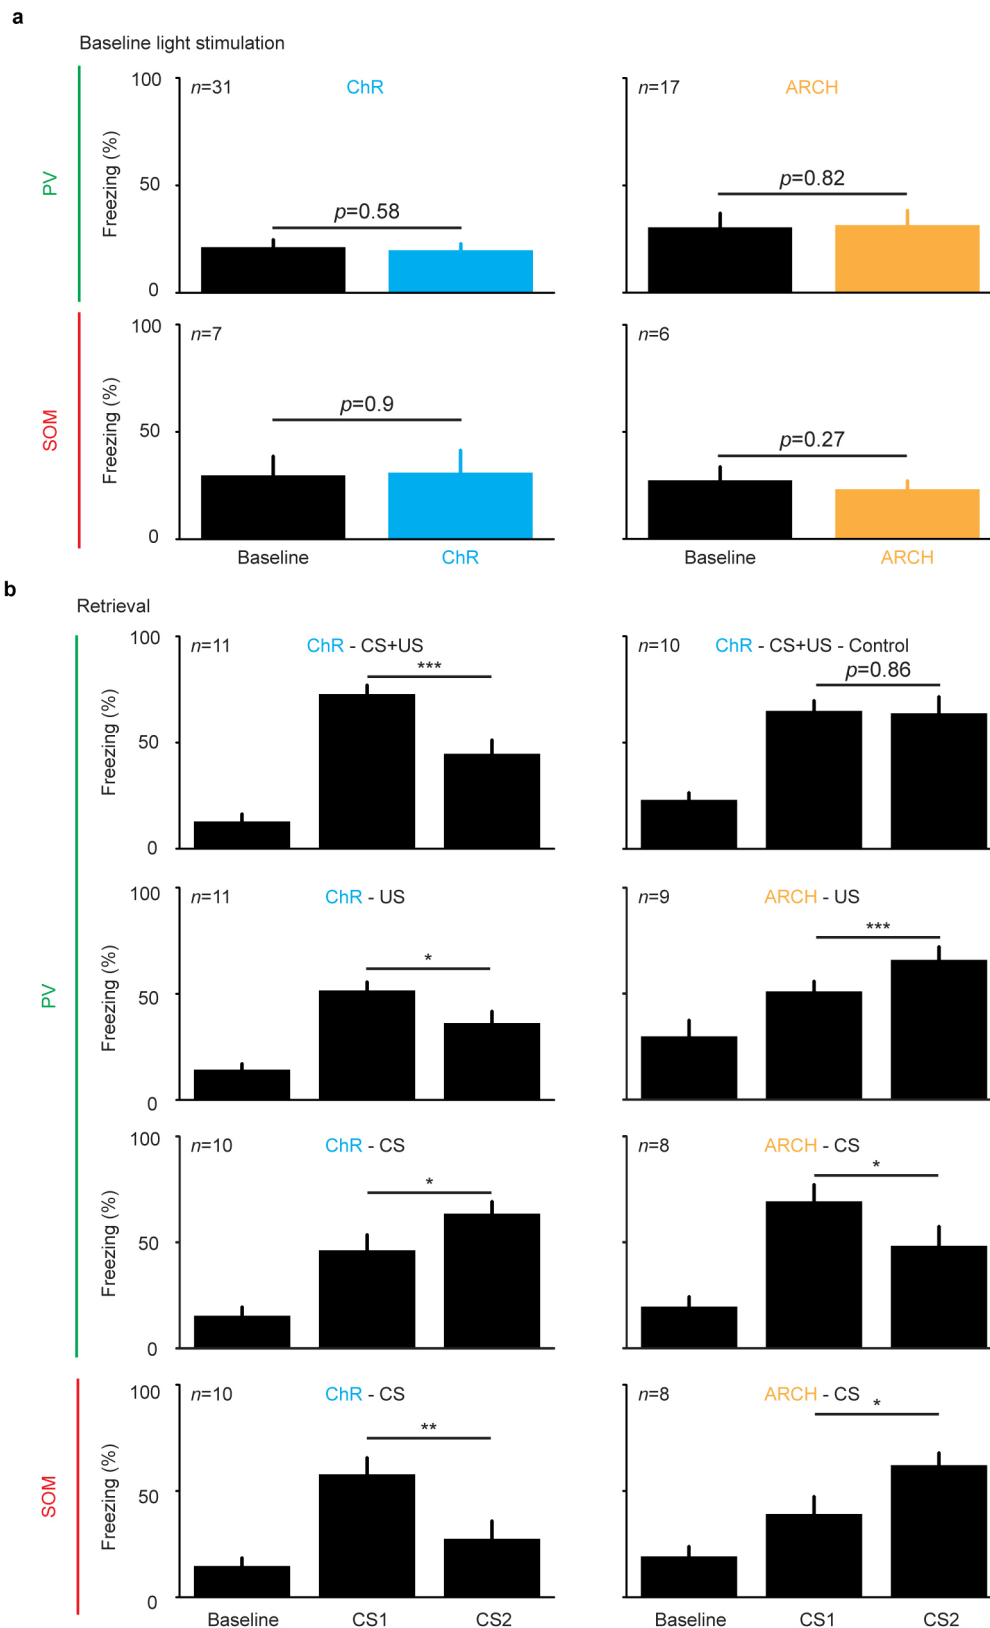 a
Baseline light stimulation
PV
Freezing (%)
100
50
0
n=31
ChR
p=0.58
n=17
ARCH
p=0.82
SOM
Freezing (%)
100
50
0
n=7
p=0.9
Baseline
ChR
n=6
p=0.27
Baseline
ARCH
b
Retrieval
PV
Freezing (%)
100
50
0
n=11
ChR - CS+US
***
n=10
ChR - CS+US - Control
p=0.86
Freezing (%)
100
50
0
n=11
ChR - US
*
n=9
ARCH - US
***
Freezing (%)
100
50
0
n=10
ChR - CS
*
n=8
ARCH - CS
*
SOM
Freezing (%)
100
50
0
n=10
ChR - CS
**
Baseline
CS1
CS2
n=8
ARCH - CS
*
Baseline
CS1
CS2